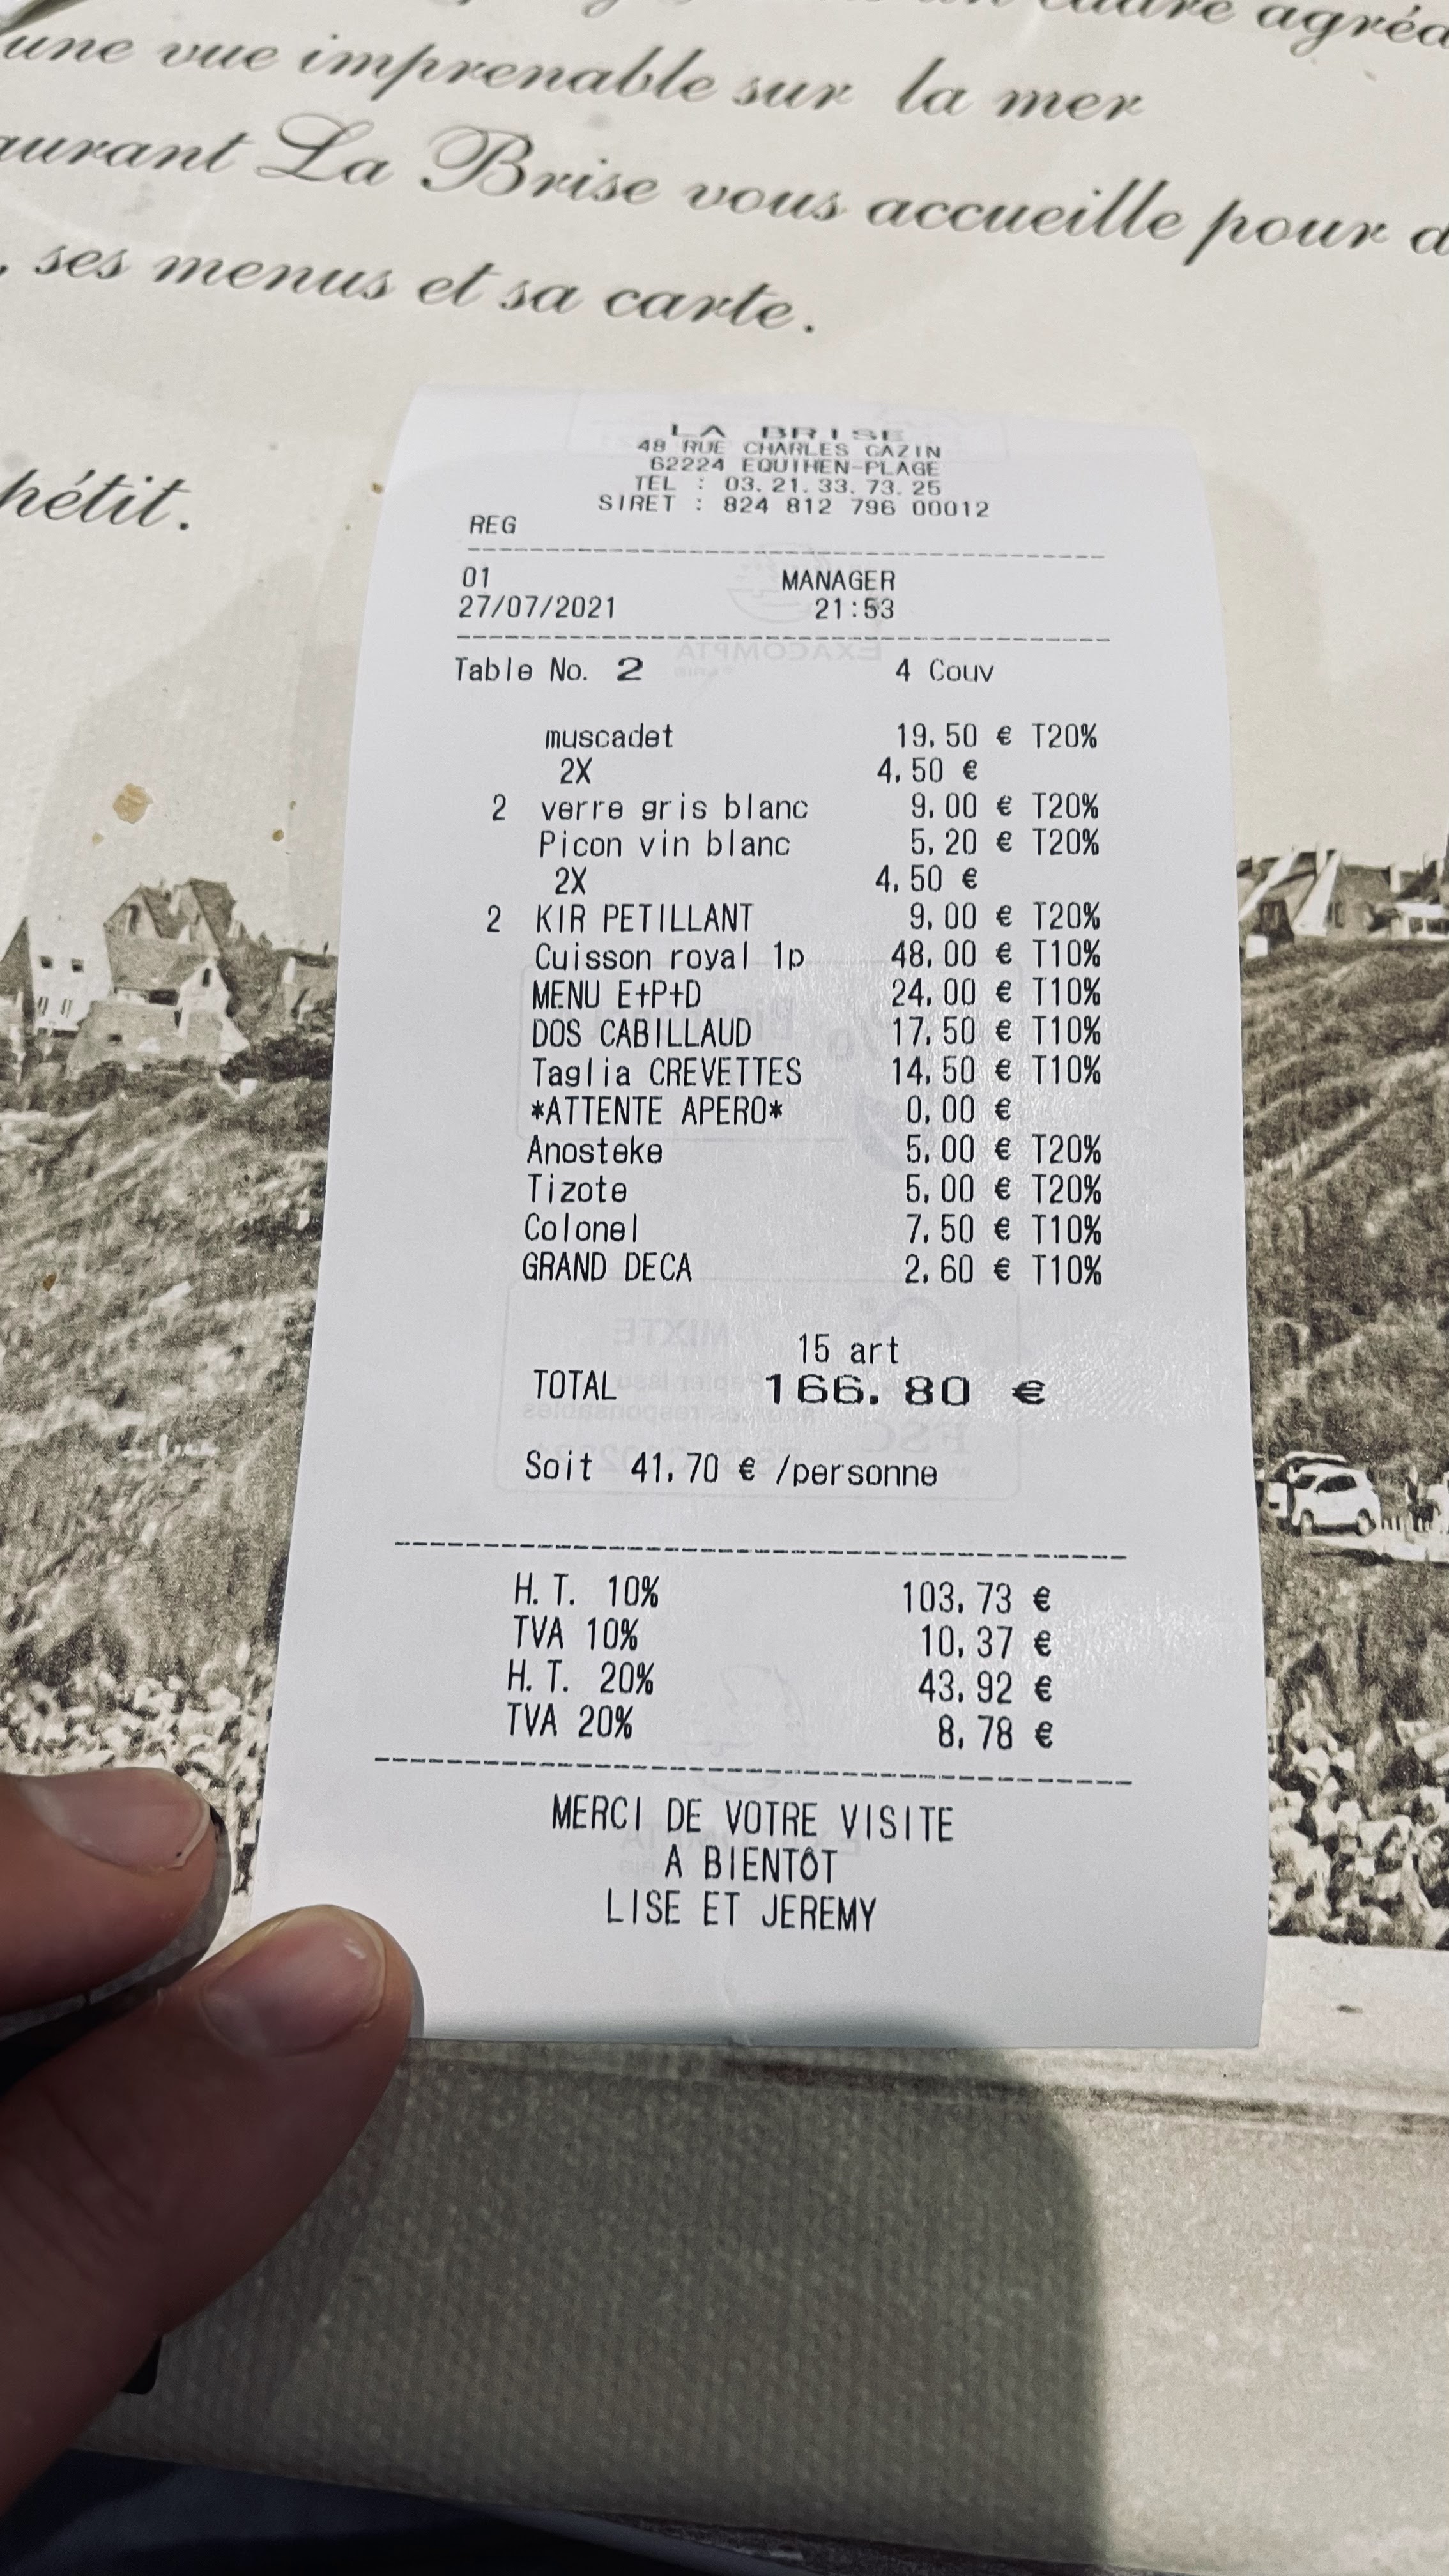 cadre agréa
une vue imprenable sur la mer
aurant La Brise vous accueille pour d
, ses menus et sa carte.
hétit.
LA BRISE
48 RUE CHARLES CAZIN
62224 EQUIHEN-PLAGE
TEL : 03. 21. 33. 73. 25
SIRET : 824 812 796 00012
REG
01 MANAGER
27/07/2021 21:53
EXACOMPTA
Table No. 2 4 Couv
muscadet 19,50 € T20%
2X 4,50 €
2 verre gris blanc 9,00 € T20%
Picon vin blanc 5,20 € T20%
2X 4,50 €
2 KIR PETILLANT 9,00 € T20%
Cuisson royal 1p 48,00 € T10%
MENU E+P+D 24,00 € T10%
DOS CABILLAUD 17,50 € T10%
Taglia CREVETTES 14,50 € T10%
*ATTENTE APERO* 0,00 €
Anosteke 5,00 € T20%
Tizote 5,00 € T20%
Colonel 7,50 € T10%
GRAND DECA 2,60 € T10%
MIXTE
15 art
TOTAL 166.80 €
FSC
Soit 41,70 € /personne
H.T. 10% 103,73 €
TVA 10% 10,37 €
H.T. 20% 43,92 €
TVA 20% 8,78 €
MERCI DE VOTRE VISITE
A BIENTÔT
LISE ET JEREMY